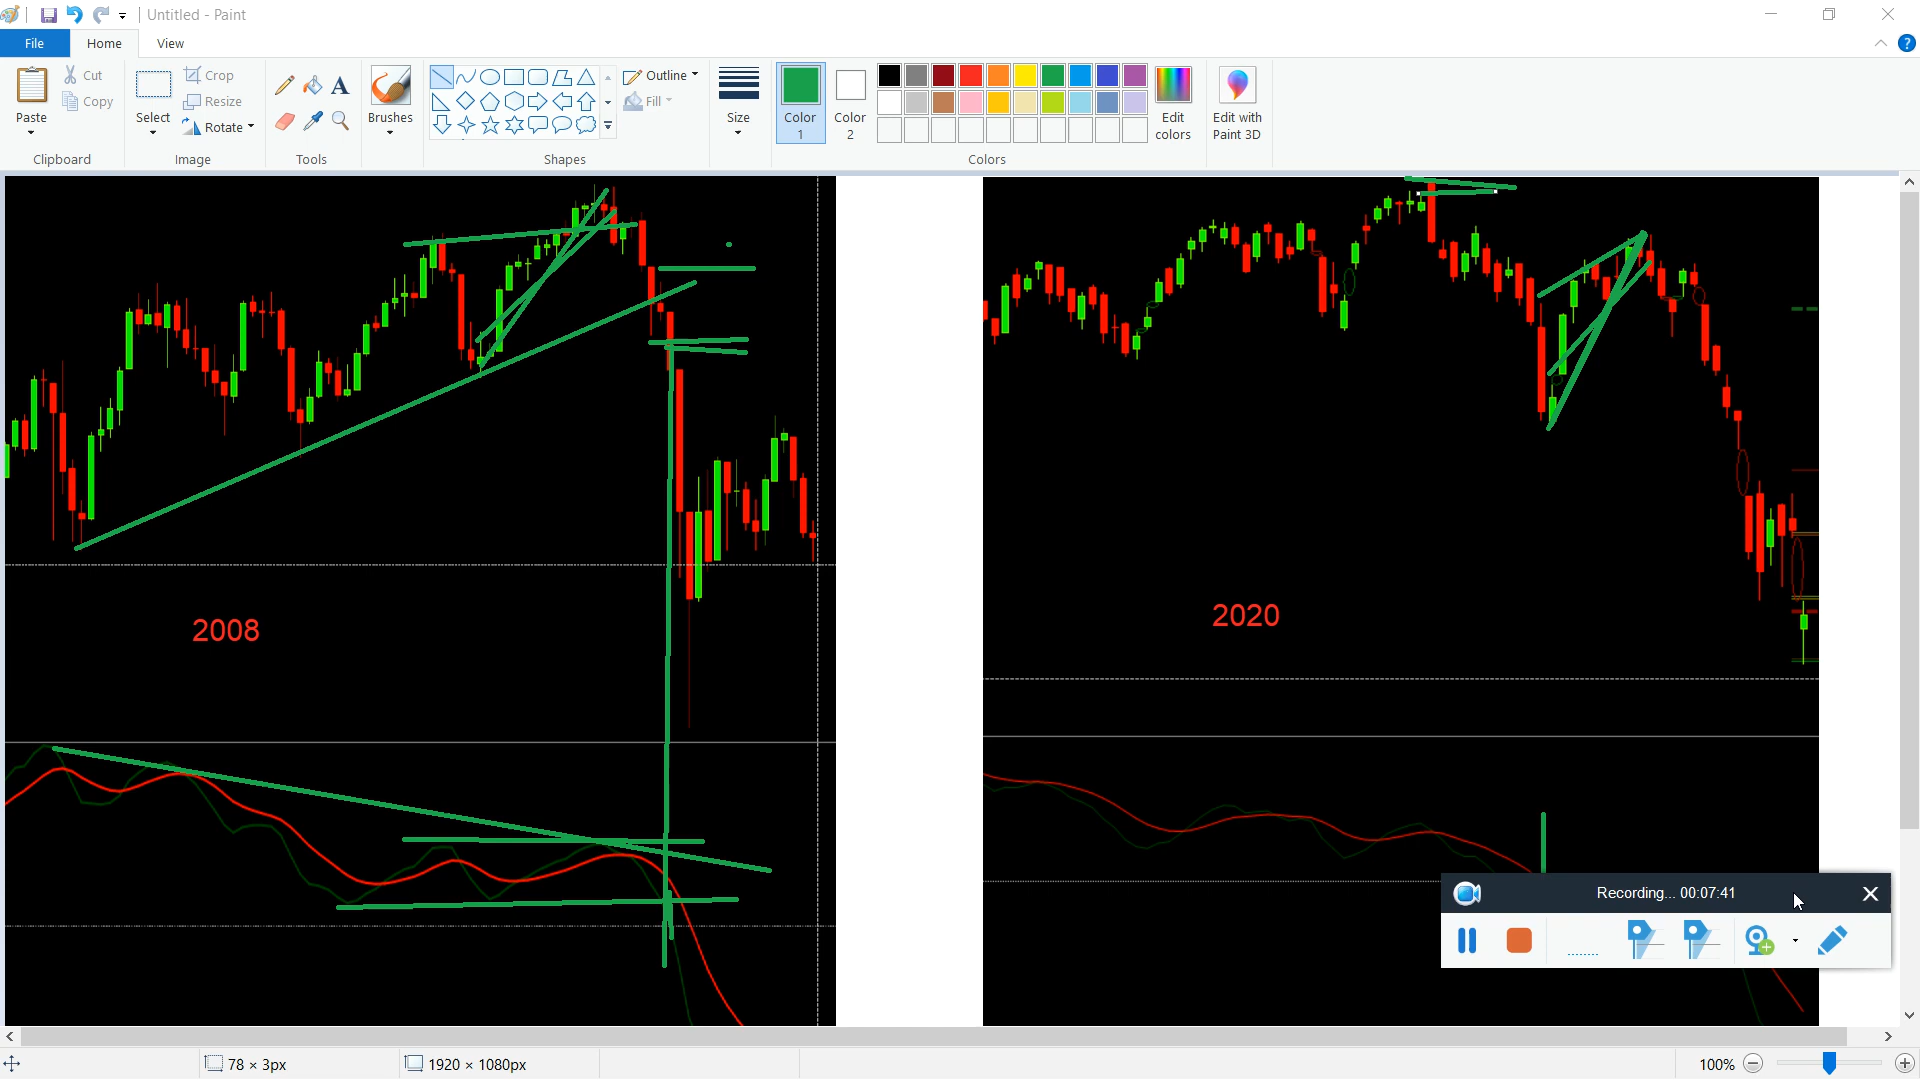 Untitled - Paint
File Home View
Paste
Cut
Copy
Clipboard
Select
Crop
Resize
Rotate
Image
A
Tools
Brushes
Shapes
Outline
Fill
Size
Color 1
Color 2
Colors
Edit colors
Edit with Paint 3D
?
2008
2020
Recording... 00:07:41
78 × 3px
1920 × 1080px
100%